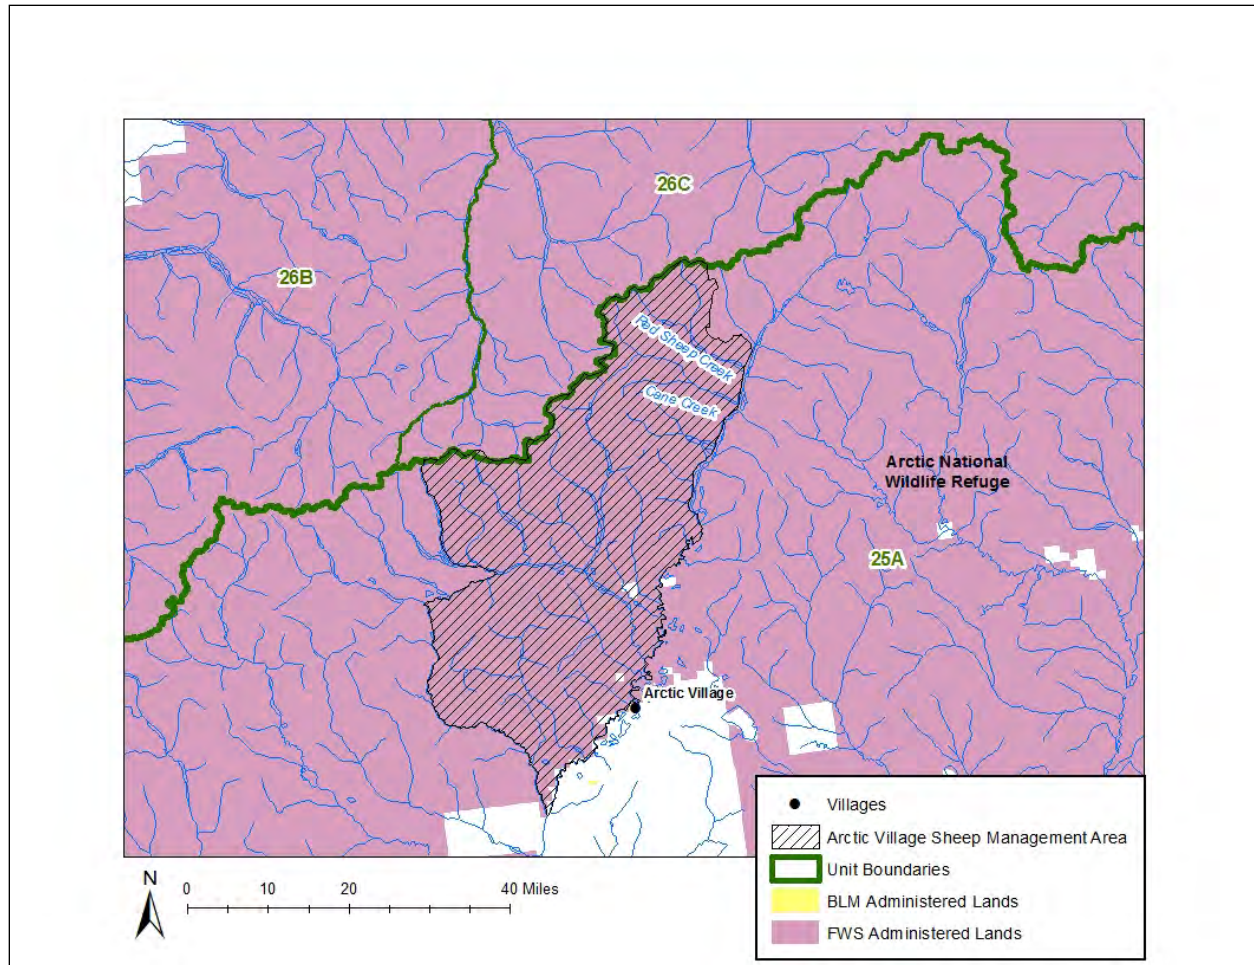 26C
26B
Red Sheep Creek
Cane Creek
Arctic National
Wildlife Refuge
25A
Arctic Village
Villages
Arctic Village Sheep Management Area
Unit Boundaries
BLM Administered Lands
FWS Administered Lands
N
0 10 20 40 Miles